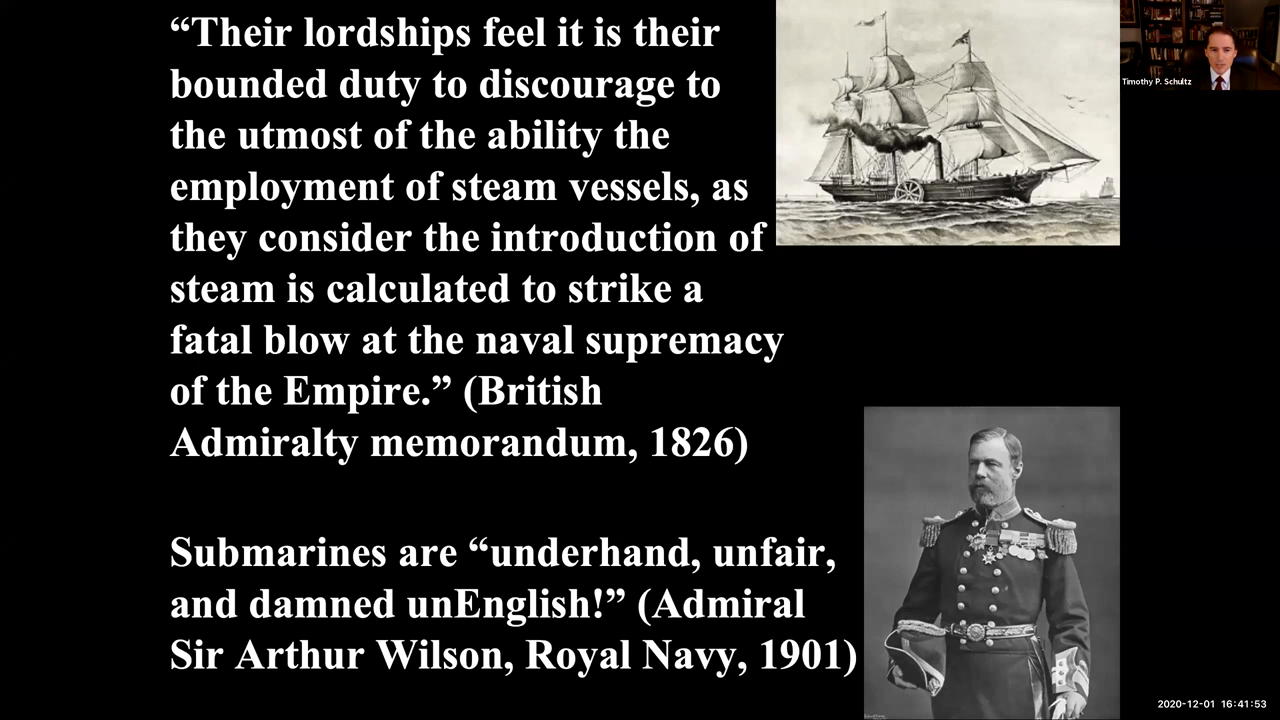 “Their lordships feel it is their
bounded duty to discourage to
the utmost of the ability the
employment of steam vessels, as
they consider the introduction of
steam is calculated to strike a
fatal blow at the naval supremacy
of the Empire.” (British
Admiralty memorandum, 1826)
Submarines are “underhand, unfair,
and damned unEnglish!” (Admiral
Sir Arthur Wilson, Royal Navy, 1901)
Timothy P. Schultz
2020-12-01 16:41:53